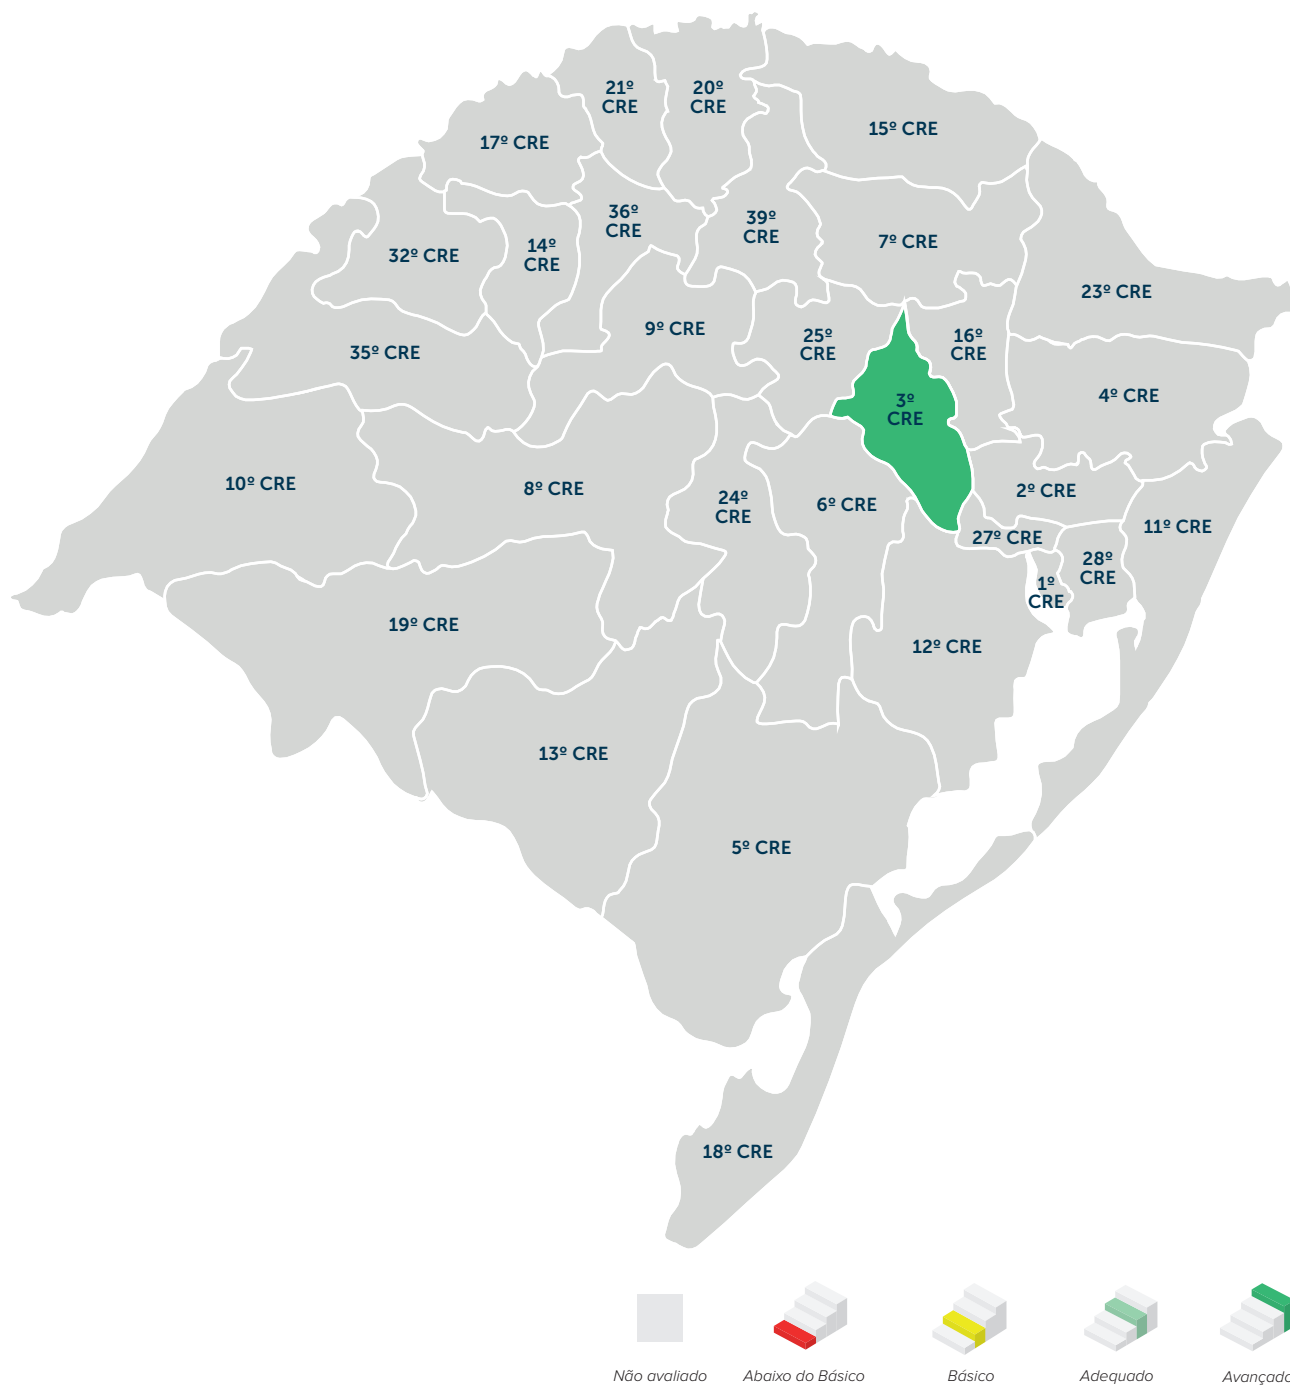 21º
CRE
20º
CRE
15º CRE
17º CRE
36º
CRE
39º
CRE
7º CRE
14º
CRE
32º CRE
23º CRE
9º CRE
25º
CRE
16º
CRE
35º CRE
4º CRE
3º
CRE
10º CRE
8º CRE
24º
CRE
6º CRE
2º CRE
11º CRE
27º CRE
28º
CRE
1º
CRE
19º CRE
12º CRE
13º CRE
5º CRE
18º CRE
Não avaliado
Abaixo do Básico
Básico
Adequado
Avançado